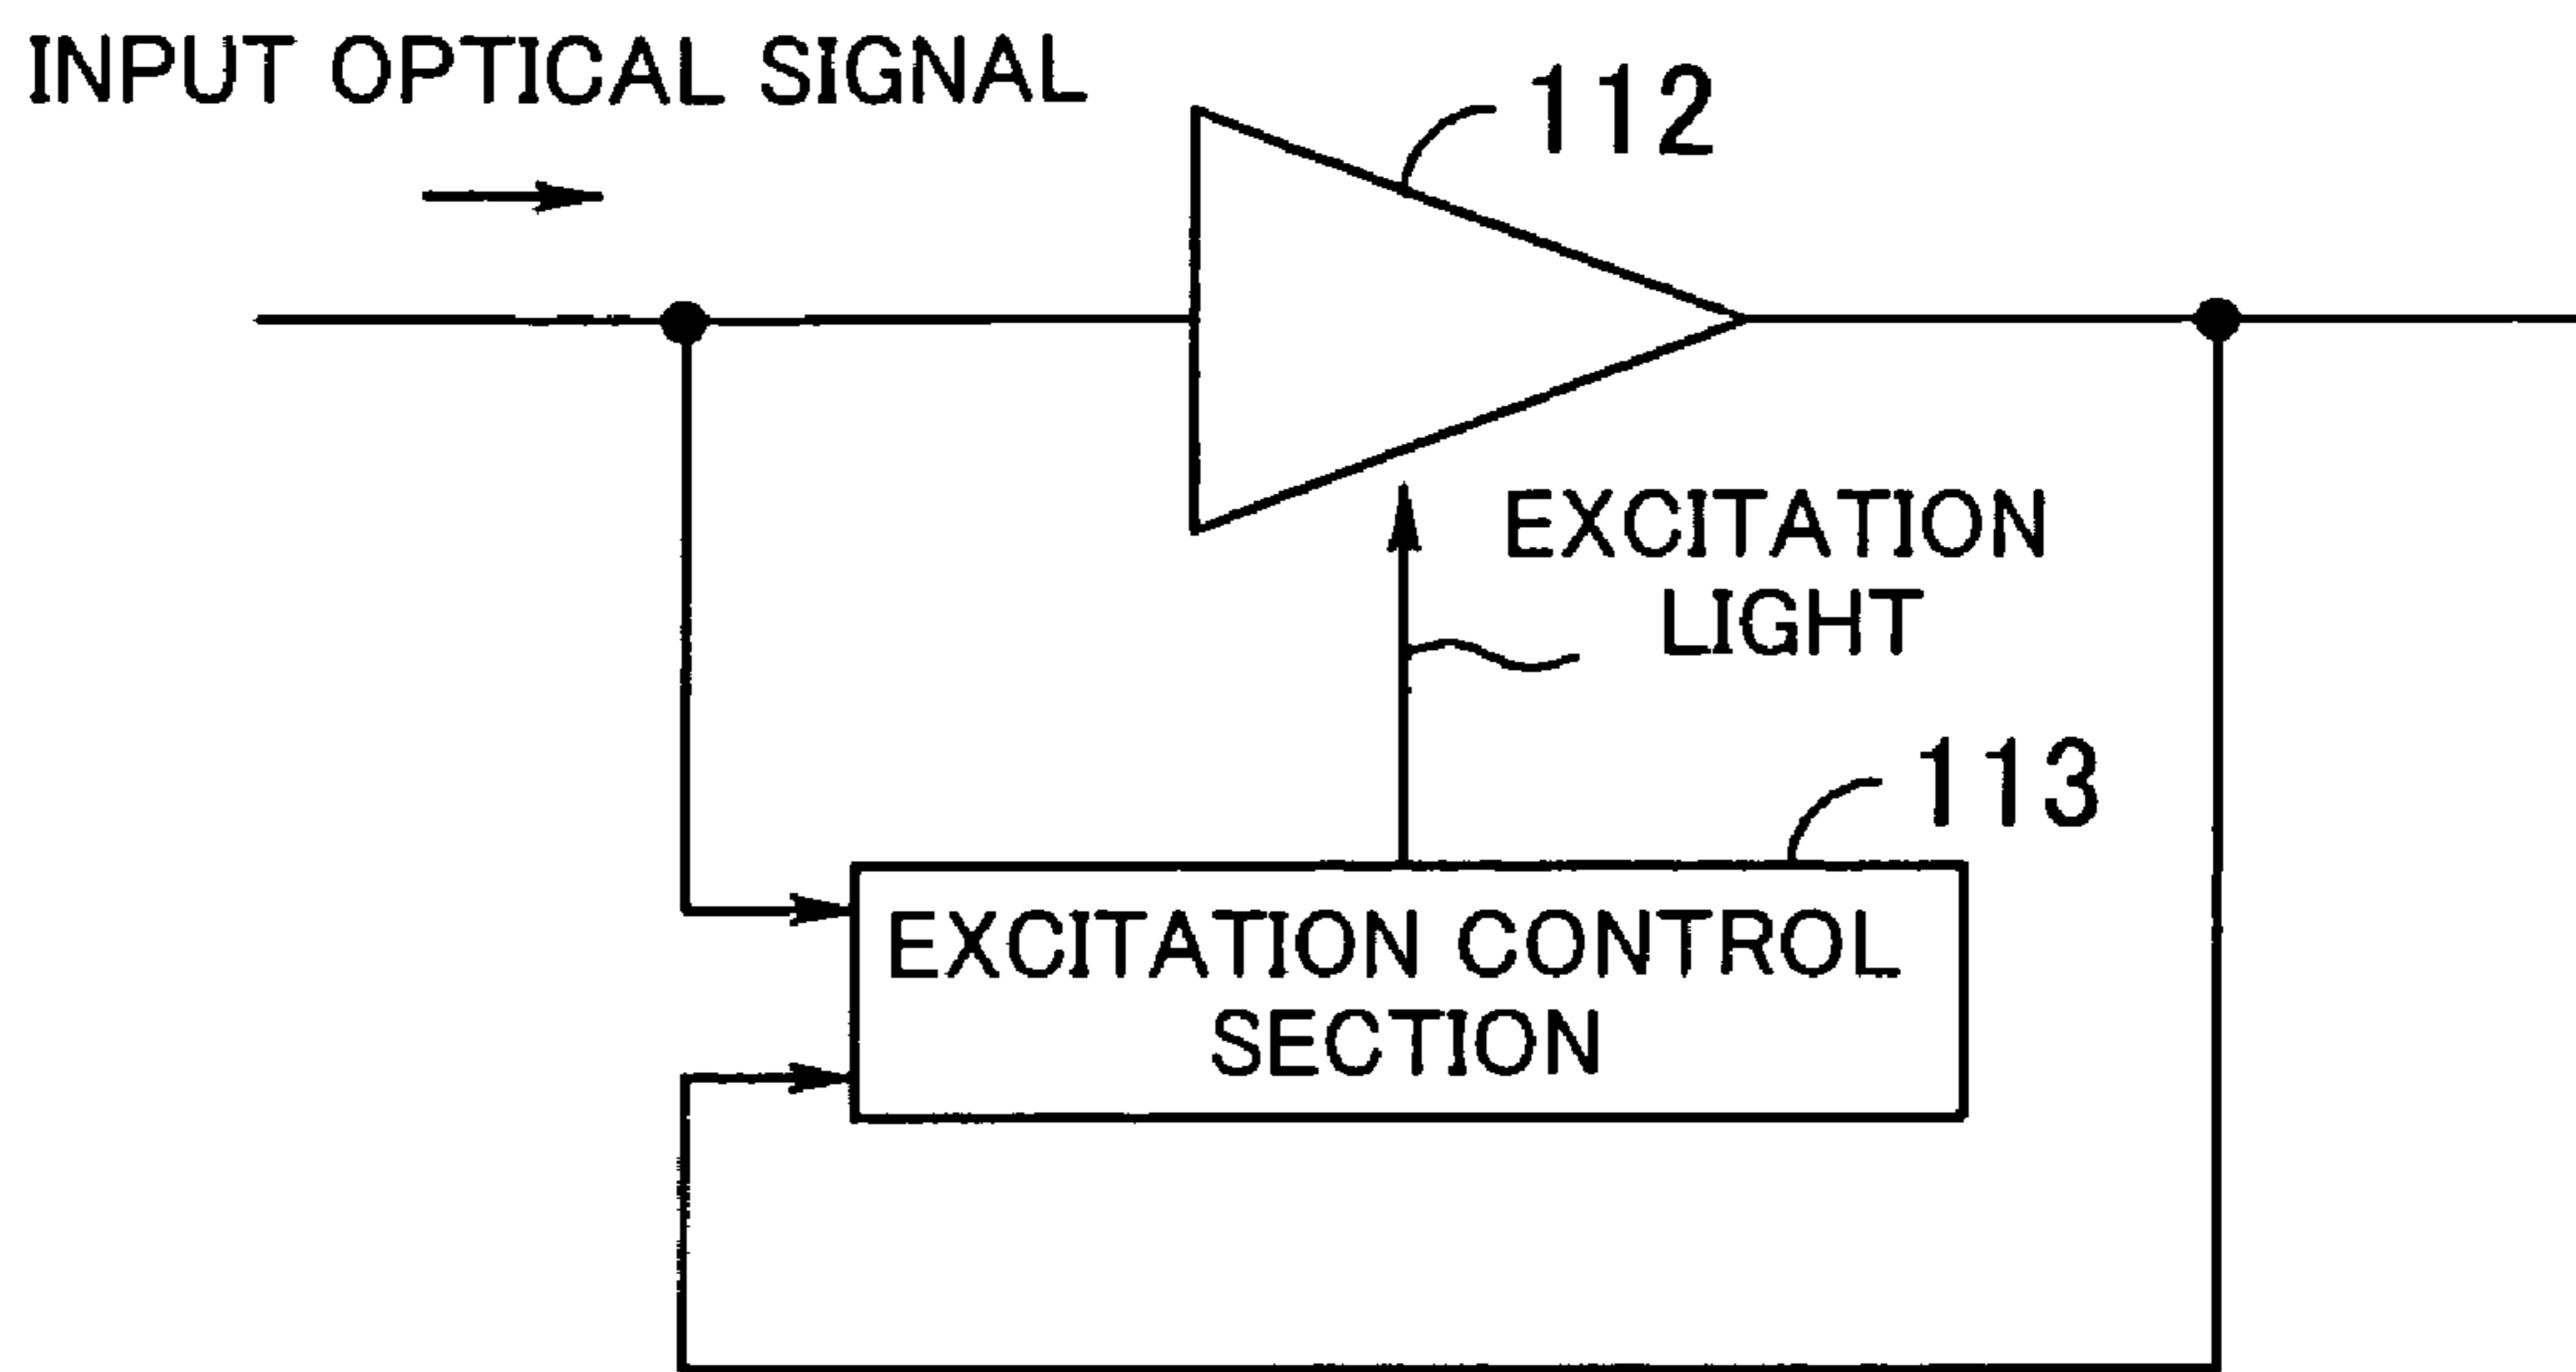 INPUT OPTICAL SIGNAL
112
EXCITATION
LIGHT
113
EXCITATION CONTROL
SECTION